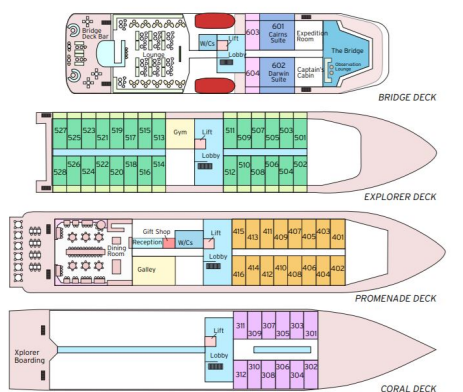 Bridge
Deck Bar
Lounge
W/Cs
Lift
Lobby
603
604
601
Cairns
Suite
602
Darwin
Suite
Expedition
Room
Captain's
Cabin
The Bridge
Observation
Lounge
BRIDGE DECK
527 525 523 521 519 517 515 513
528 526 524 522 520 518 516 514
Gym
Lift
Lobby
511 509 507 505 503 501
512 510 508 506 504 502
EXPLORER DECK
Dining
Room
Gift Shop
Reception
W/Cs
Galley
Lift
Lobby
415 413 411 409 407 405 403 401
416 414 412 410 408 406 404 402
PROMENADE DECK
Xplorer
Boarding
Lift
Lobby
311 309 307 305 303 301
312 310 308 306 304 302
CORAL DECK